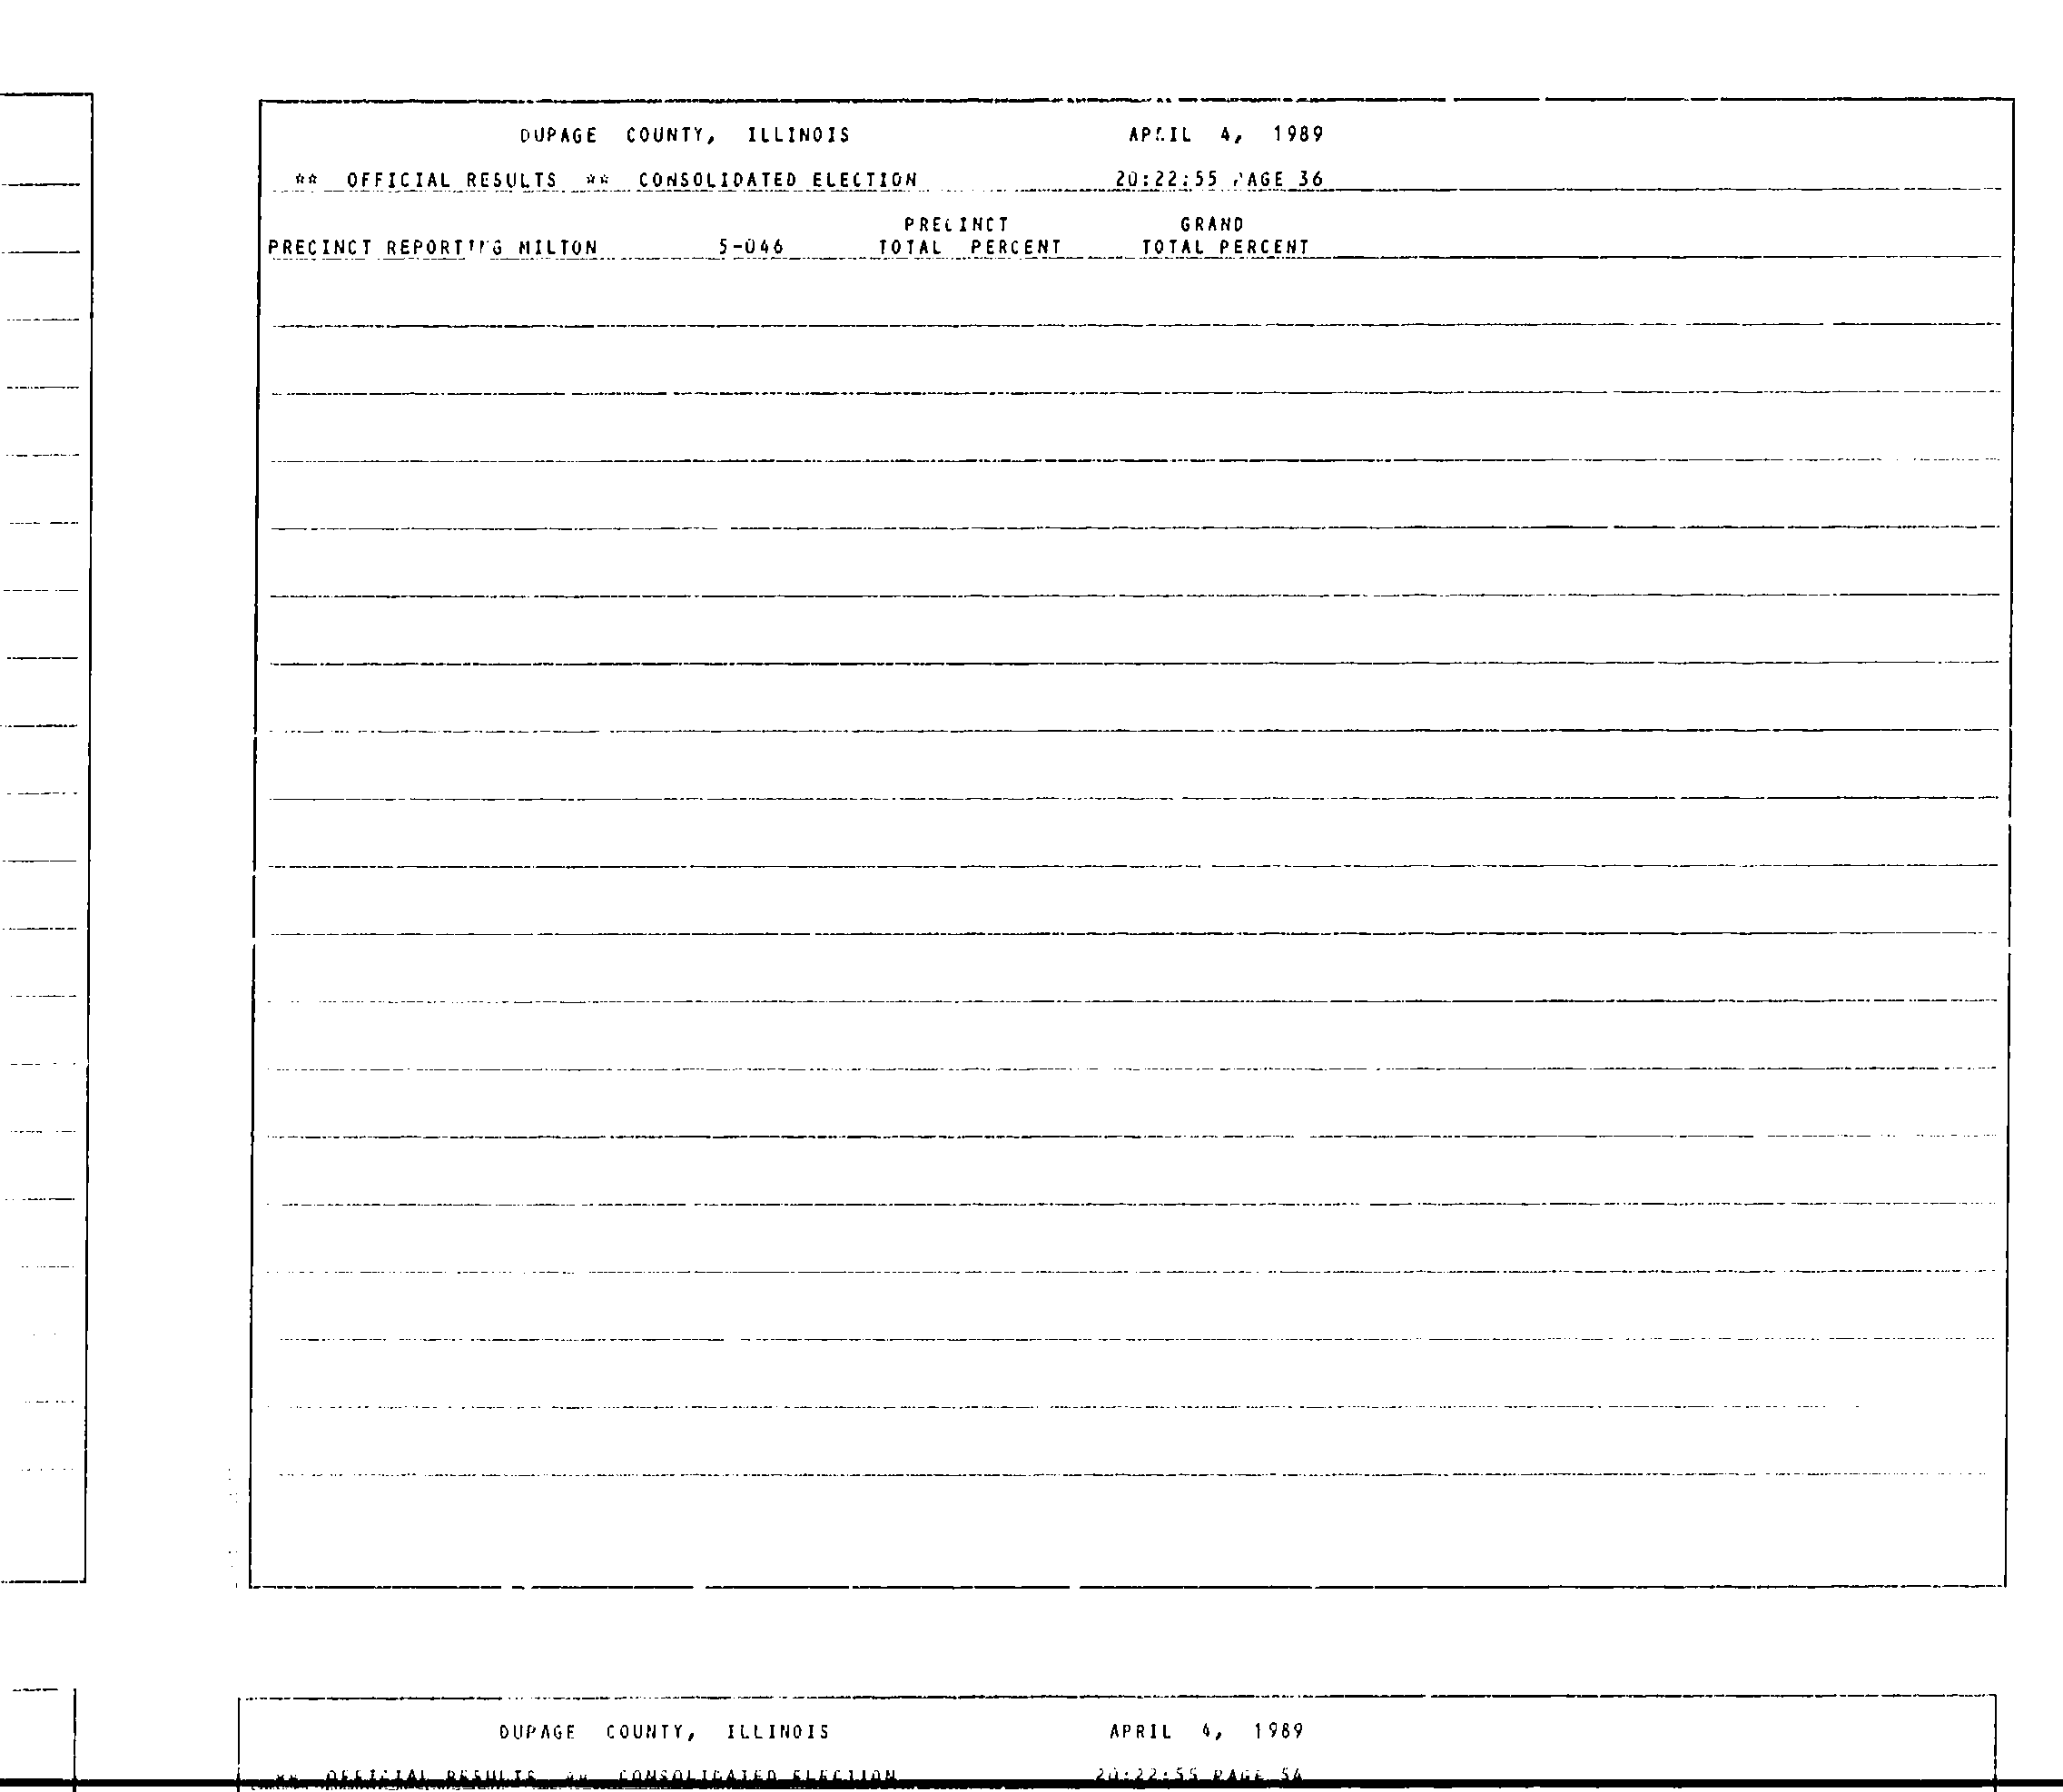 DUPAGE COUNTY, ILLINOIS APRIL 4, 1989
** OFFICIAL RESULTS ** CONSOLIDATED ELECTION 20:22:55 PAGE 36
PRECINCT GRAND
PRECINCT REPORTING MILTON 5-046 TOTAL PERCENT TOTAL PERCENT
DUPAGE COUNTY, ILLINOIS APRIL 4, 1989
** OFFICIAL RESULTS ** CONSOLIDATED ELECTION 20:22:55 PAGE